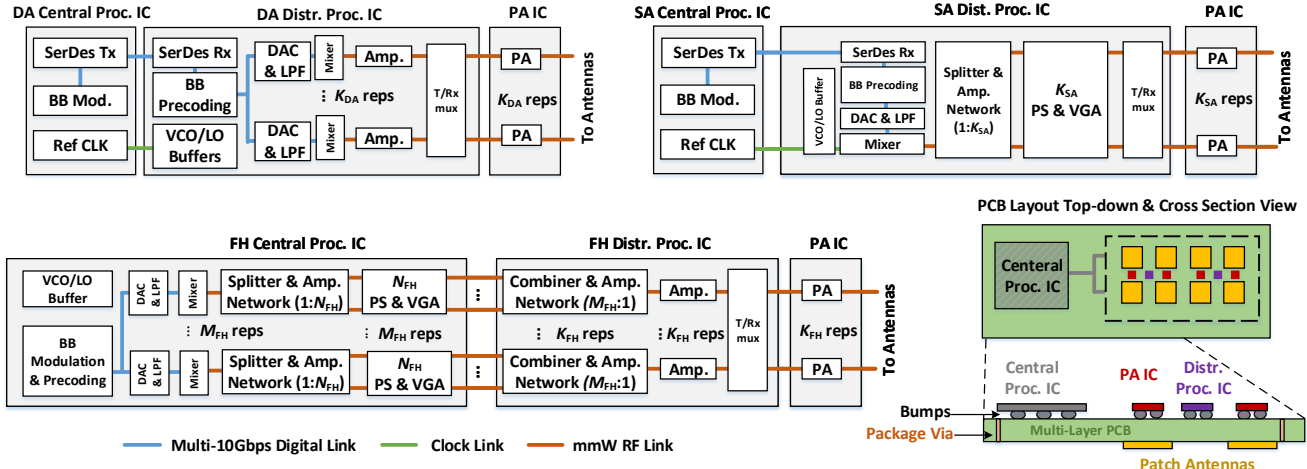 DA Central Proc. IC
DA Distr. Proc. IC
PA IC
SerDes Tx
BB Mod.
Ref CLK
SerDes Rx
BB
Precoding
VCO/LO
Buffers
DAC
& LPF
Mixer
Amp.
⋮ K_DA reps
DAC
& LPF
Mixer
Amp.
T/Rx
mux
PA
K_DA reps
PA
To Antennas
SA Central Proc. IC
SA Dist. Proc. IC
PA IC
SerDes Tx
BB Mod.
Ref CLK
VCO/LO Buffer
SerDes Rx
BB Precoding
DAC & LPF
Mixer
Splitter &
Amp.
Network
(1:K_SA)
K_SA
PS & VGA
T/Rx
mux
PA
K_SA reps
PA
To Antennas
FH Central Proc. IC
FH Distr. Proc. IC
PA IC
VCO/LO
Buffer
BB
Modulation
& Precoding
DAC
& LPF
Mixer
Splitter & Amp.
Network (1:N_FH)
N_FH
PS & VGA
⋮
⋮ M_FH reps
⋮ M_FH reps
DAC
& LPF
Mixer
Splitter & Amp.
Network (1:N_FH)
N_FH
PS & VGA
⋮
Combiner & Amp.
Network (M_FH:1)
Amp.
⋮ K_FH reps
⋮ K_FH reps
Combiner & Amp.
Network (M_FH:1)
Amp.
T/Rx
mux
PA
K_FH reps
PA
To Antennas
Multi-10Gbps Digital Link
Clock Link
mmW RF Link
PCB Layout Top-down & Cross Section View
Centeral
Proc. IC
Central
Proc. IC
PA IC
Distr.
Proc. IC
Bumps
Package Via
Multi-Layer PCB
Patch Antennas